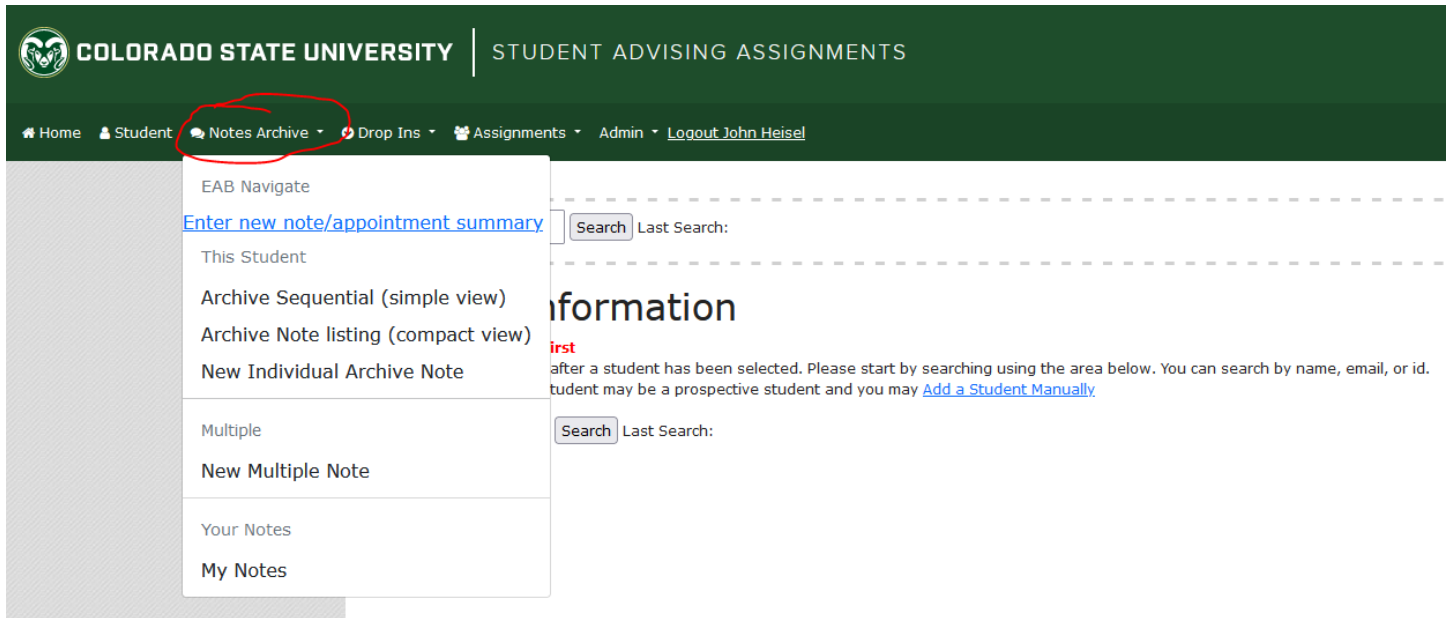 COLORADO STATE UNIVERSITY STUDENT ADVISING ASSIGNMENTS
Home Student Notes Archive Drop Ins Assignments Admin Logout John Heisel
EAB Navigate
Enter new note/appointment summary
Search Last Search:
This Student
Archive Sequential (simple view)
nformation
Archive Note listing (compact view)
irst
New Individual Archive Note
after a student has been selected. Please start by searching using the area below. You can search by name, email, or id.
tudent may be a prospective student and you may Add a Student Manually
Multiple
Search Last Search:
New Multiple Note
Your Notes
My Notes